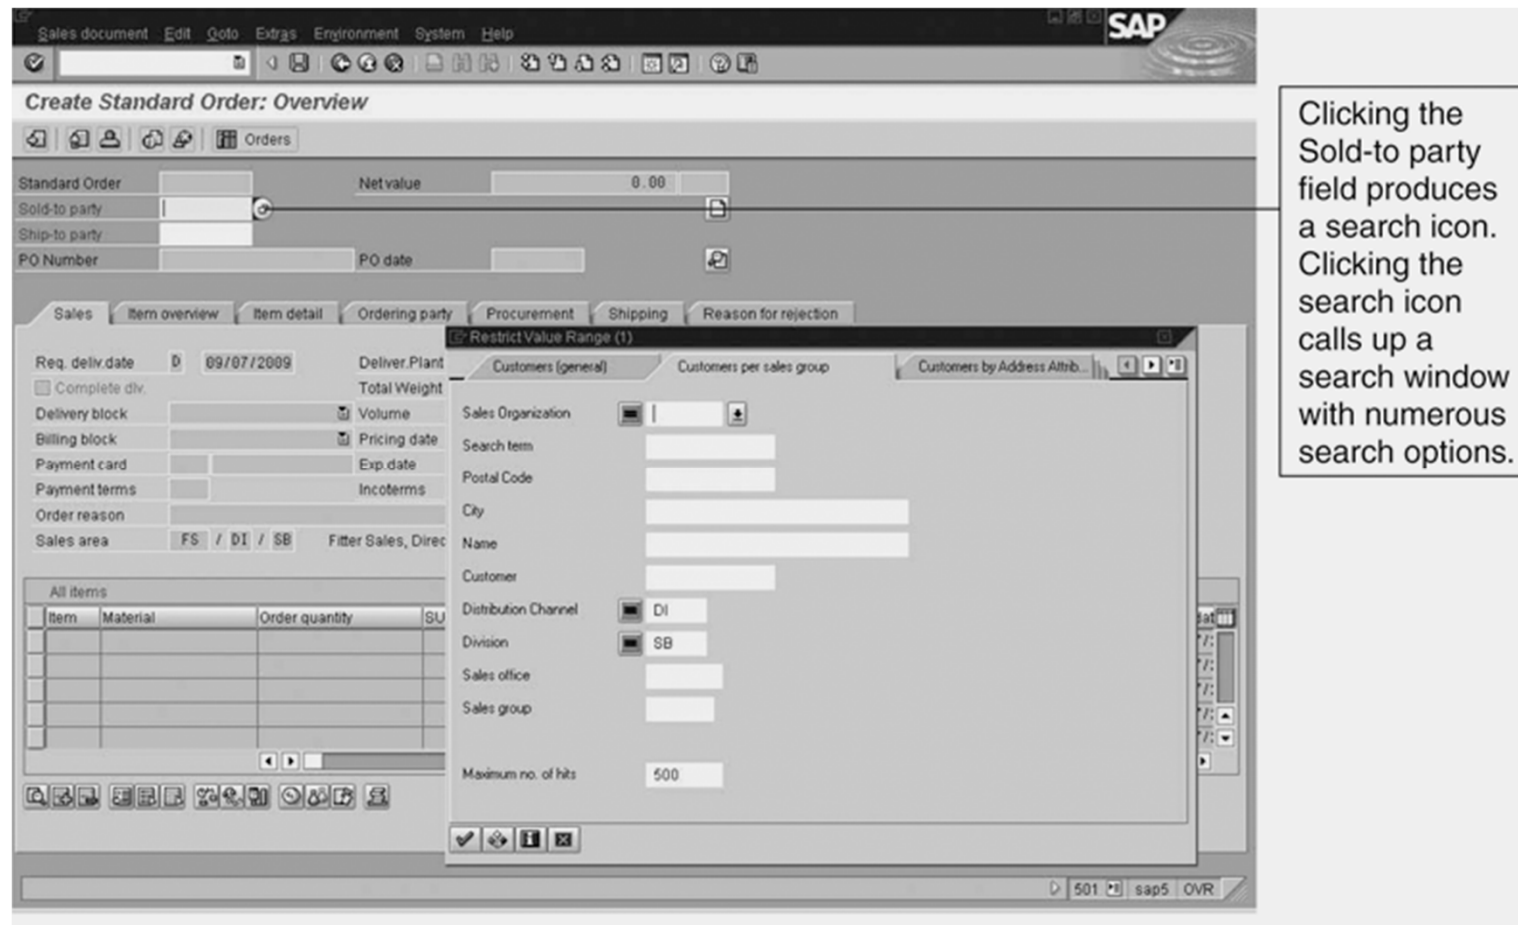 Sales document Edit Goto Extras Environment System Help
SAP
Create Standard Order: Overview
Orders
Standard Order
Net value 0.00
Sold-to party
Ship-to party
PO Number
PO date
Sales Item overview Item detail Ordering party Procurement Shipping Reason for rejection
Req. deliv.date D 09/07/2009 Deliver.Plant
Complete dlv. Total Weight
Delivery block Volume
Billing block Pricing date
Payment card Exp.date
Payment terms Incoterms
Order reason
Sales area FS / DI / SB Fitter Sales, Direc
All items
Item Material Order quantity SU
Restrict Value Range (1)
Customers (general) Customers per sales group Customers by Address Attrib...
Sales Organization
Search term
Postal Code
City
Name
Customer
Distribution Channel DI
Division SB
Sales office
Sales group
Maximum no. of hits 500
501 sap5 OVR
Clicking the
Sold-to party
field produces
a search icon.
Clicking the
search icon
calls up a
search window
with numerous
search options.